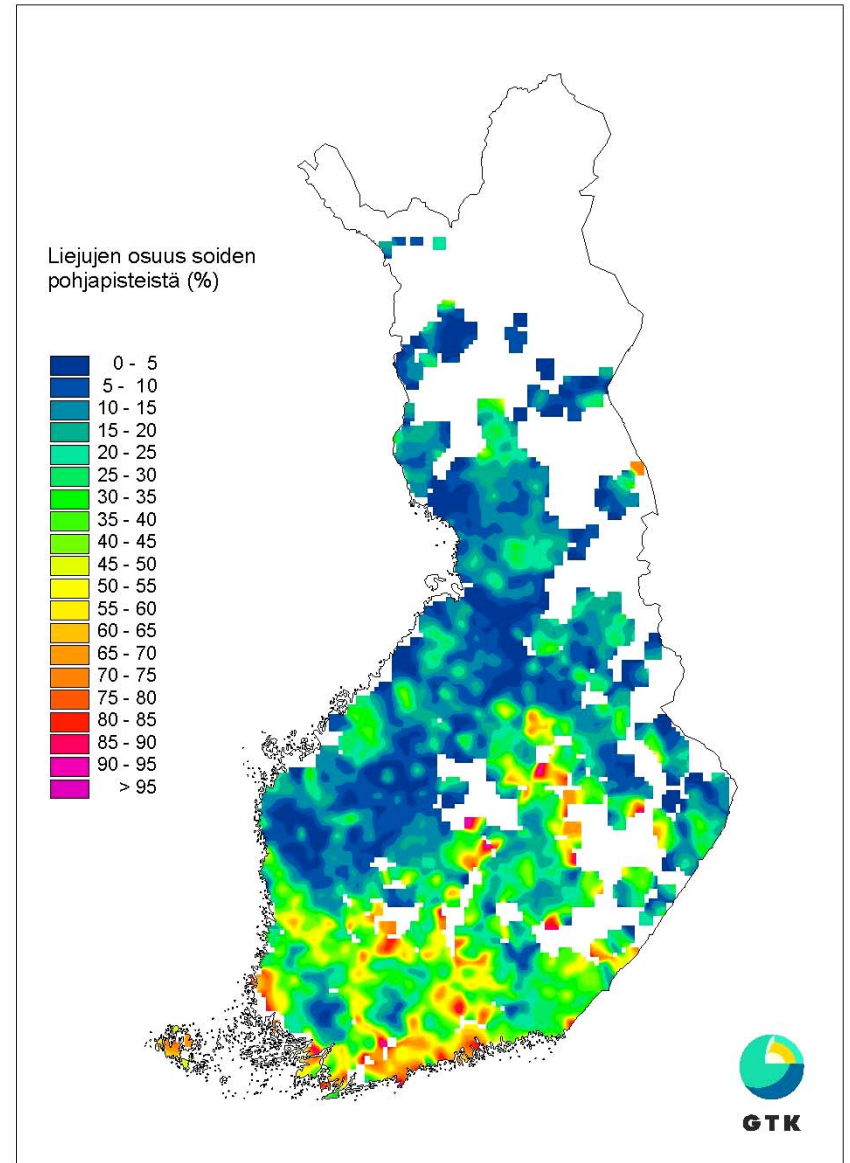 Liejujen osuus soiden
pohjapisteistä (%)
0 - 5
5 - 10
10 - 15
15 - 20
20 - 25
25 - 30
30 - 35
35 - 40
40 - 45
45 - 50
50 - 55
55 - 60
60 - 65
65 - 70
70 - 75
75 - 80
80 - 85
85 - 90
90 - 95
> 95
GTK